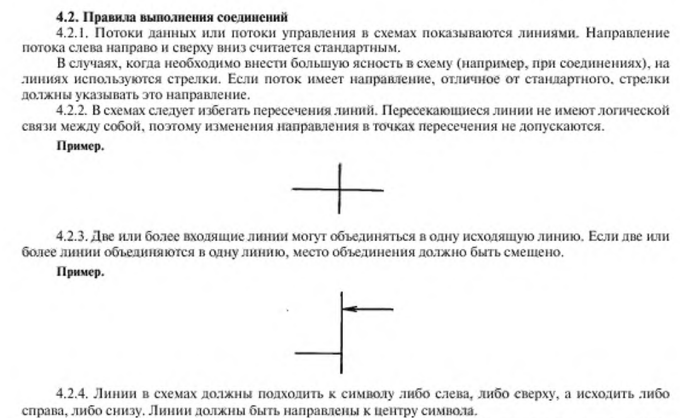 4.2. Правила выполнения соединений
4.2.1. Потоки данных или потоки управления в схемах показываются линиями. Направление
потока слева направо и сверху вниз считается стандартным.
В случаях, когда необходимо внести большую ясность в схему (например, при соединениях), на
линиях используются стрелки. Если поток имеет направление, отличное от стандартного, стрелки
должны указывать это направление.
4.2.2. В схемах следует избегать пересечения линий. Пересекающиеся линии не имеют логической
связи между собой, поэтому изменения направления в точках пересечения не допускаются.
Пример.
4.2.3. Две или более входящие линии могут объединяться в одну исходящую линию. Если две или
более линии объединяются в одну линию, место объединения должно быть смещено.
Пример.
4.2.4. Линии в схемах должны подходить к символу либо слева, либо сверху, а исходить либо
справа, либо снизу. Линии должны быть направлены к центру символа.